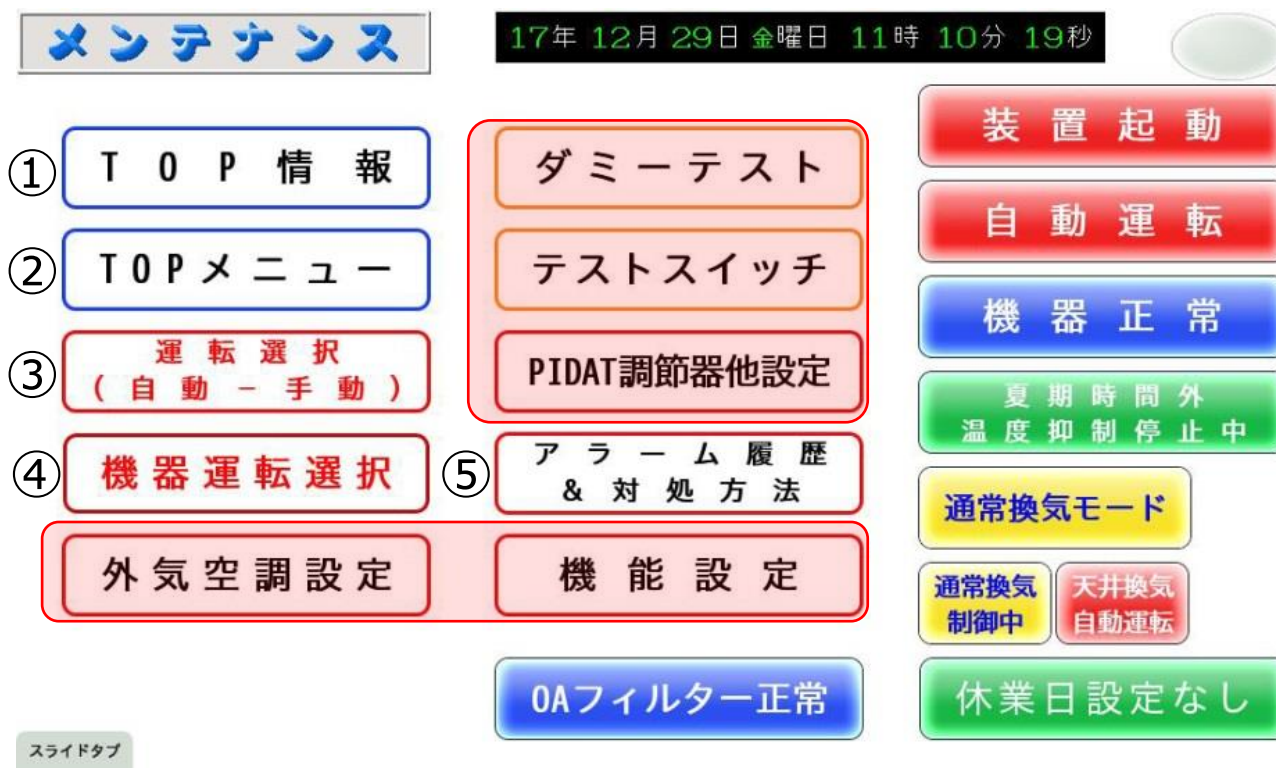 メンテナンス
17年 12月 29日 金曜日 11時 10分 19秒
① TOP情報
② TOPメニュー
③ 運転選択
(自動－手動)
④ 機器運転選択
外気空調設定
ダミーテスト
テストスイッチ
PIDAT調節器他設定
⑤ アラーム履歴
&対処方法
機能設定
OAフィルター正常
装置起動
自動運転
機器正常
夏期時間外
温度抑制停止中
通常換気モード
通常換気
制御中
天井換気
自動運転
休業日設定なし
スライドタブ